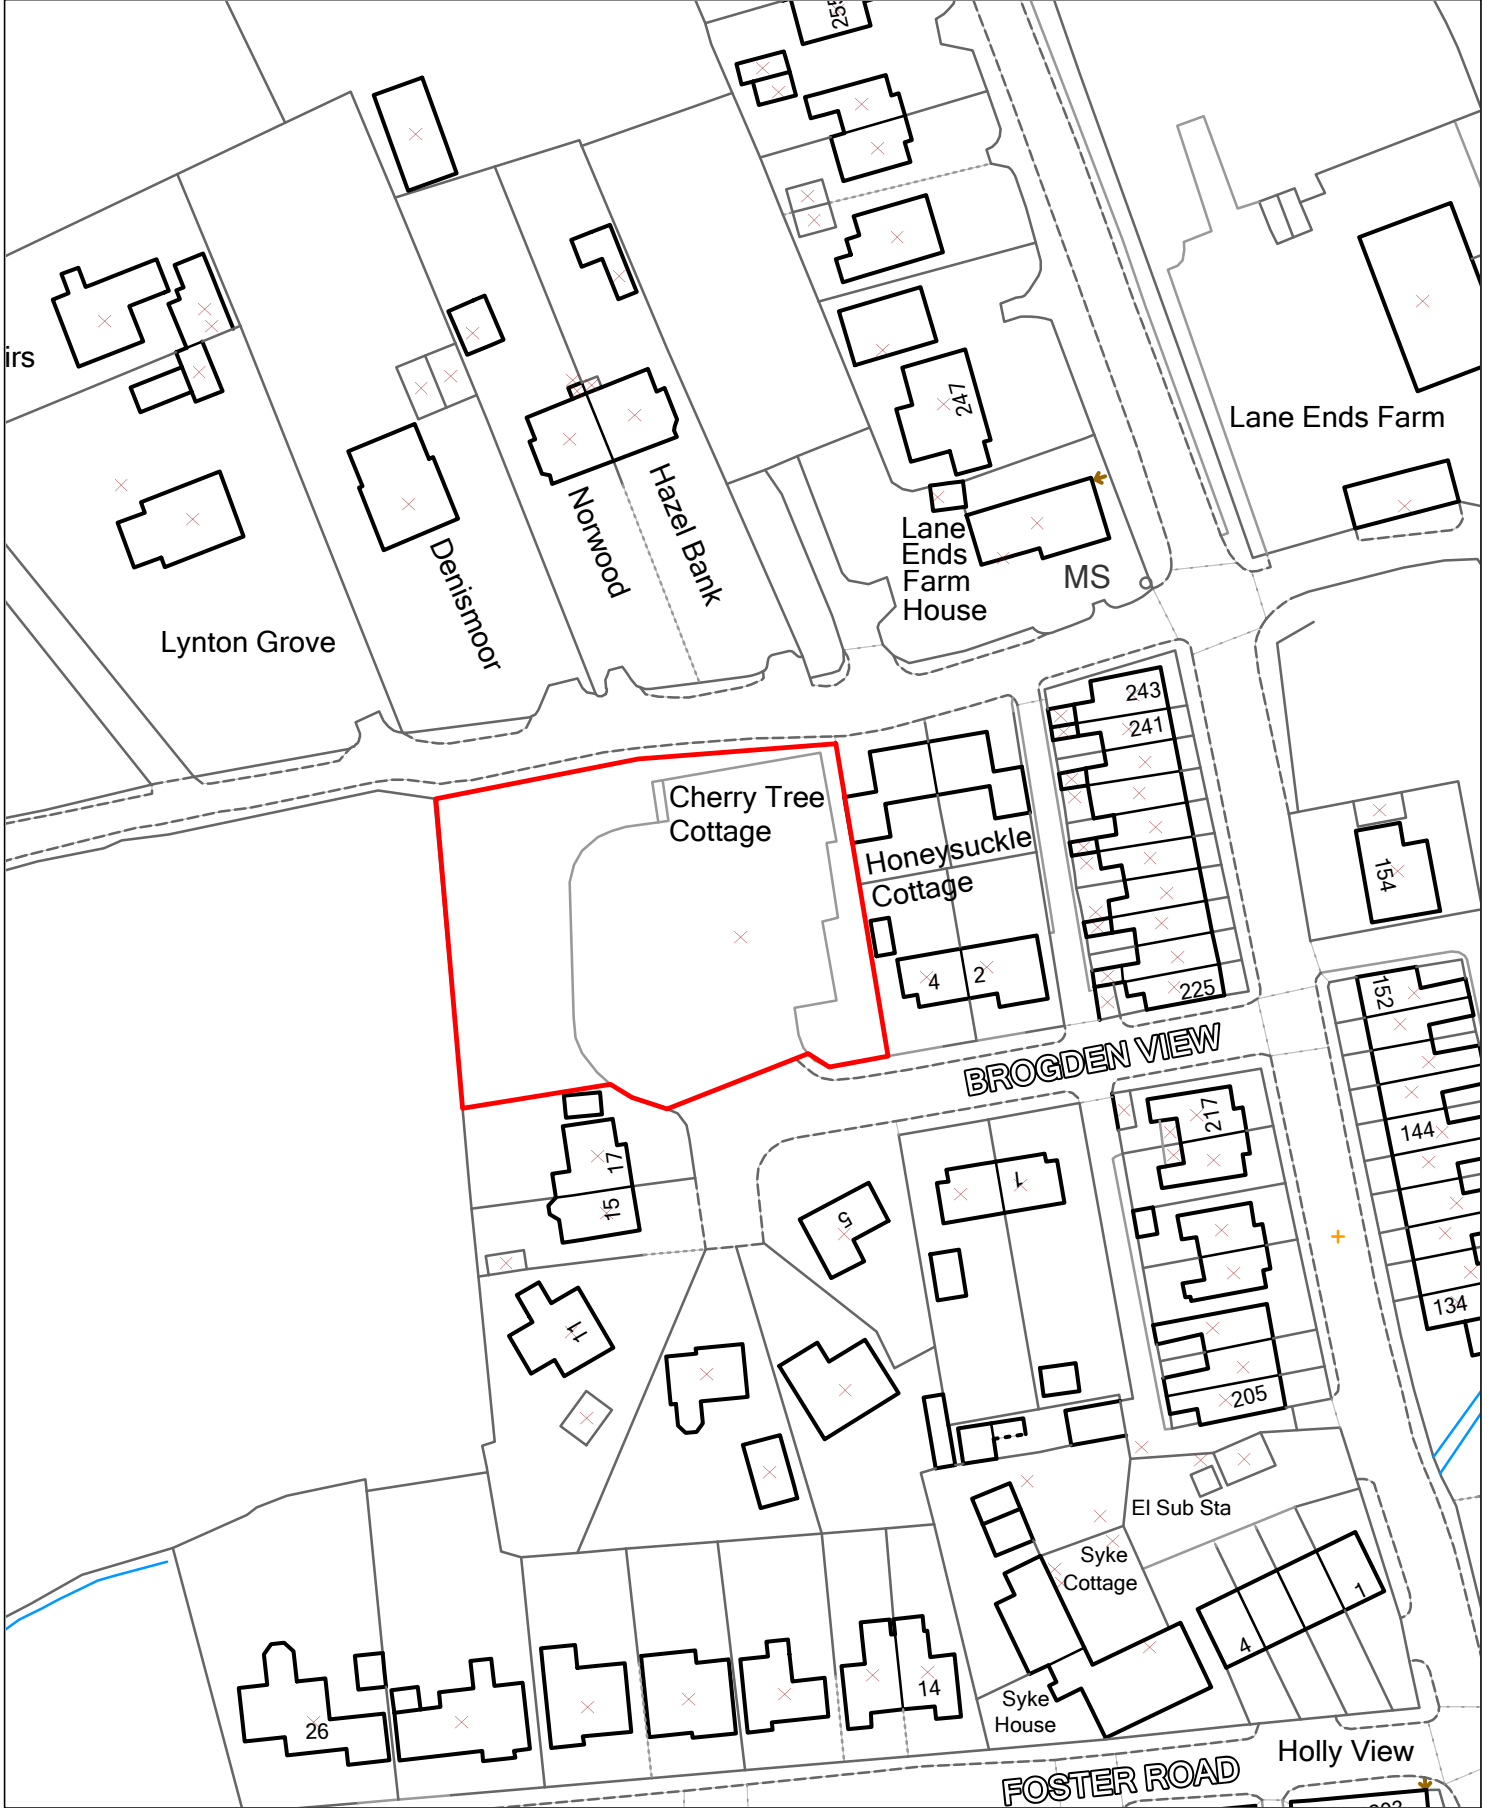 255
irs
Lane Ends Farm
247
Norwood
Hazel Bank
Denismoor
Lane
Ends
Farm
House
MS
Lynton Grove
243
241
Cherry Tree
Cottage
Honeysuckle
Cottage
154
4
2
225
152
BROGDEN VIEW
217
144
17
15
1
5
11
134
205
El Sub Sta
Syke
Cottage
1
4
14
Syke
House
26
Holly View
FOSTER ROAD